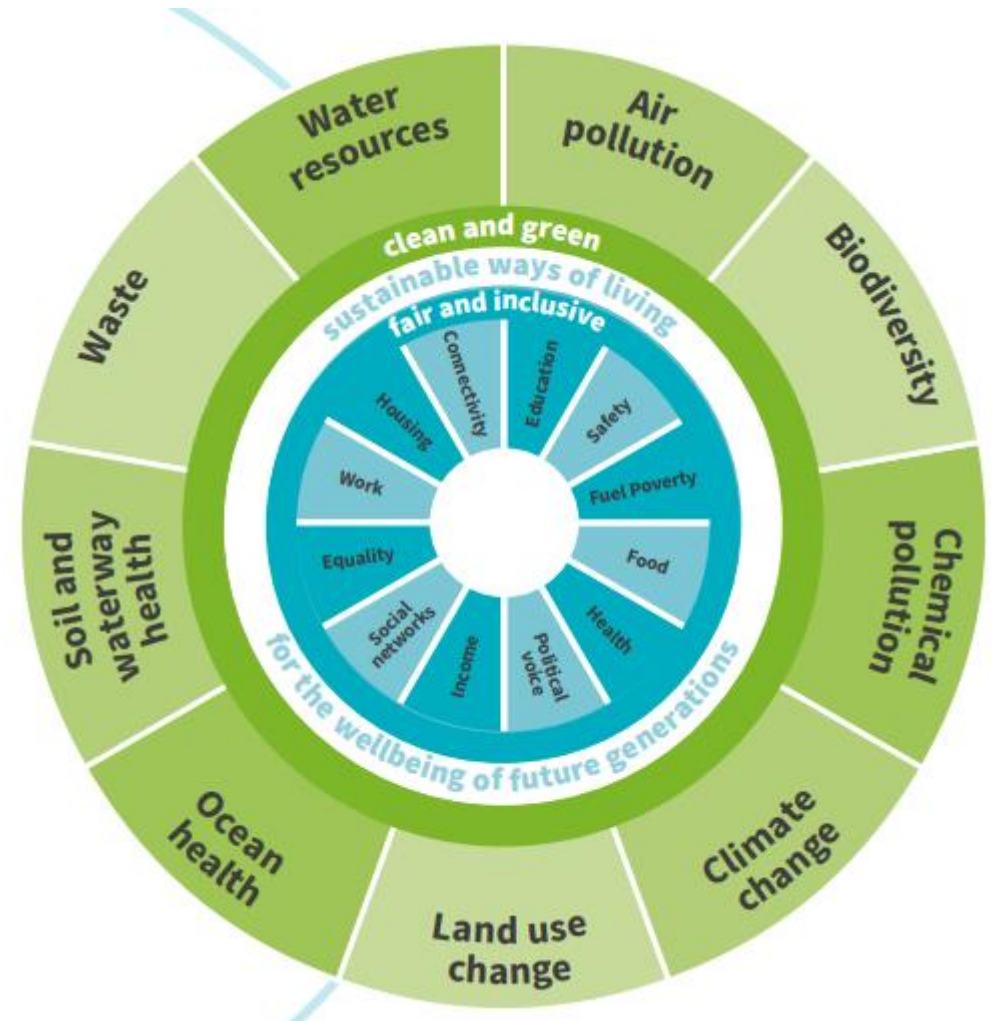 Water
resources
Air
pollution
Biodiversity
Chemical
pollution
Climate
change
Land use
change
Ocean
health
Soil and
waterway
health
Waste
clean and green
sustainable ways of living
for the wellbeing of future generations
fair and inclusive
Connectivity
Education
Safety
Fuel Poverty
Food
Health
Political
voice
Income
Social
networks
Equality
Work
Housing